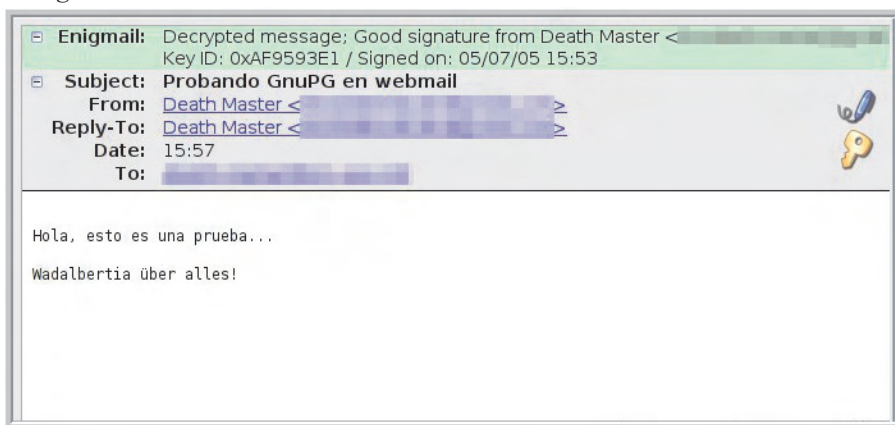 Enigmail: Decrypted message; Good signature from Death Master <
Key ID: 0xAF9593E1 / Signed on: 05/07/05 15:53
Subject: Probando GnuPG en webmail
From: Death Master < >
Reply-To: Death Master < >
Date: 15:57
To:
Hola, esto es una prueba...
Wadalbertia über alles!